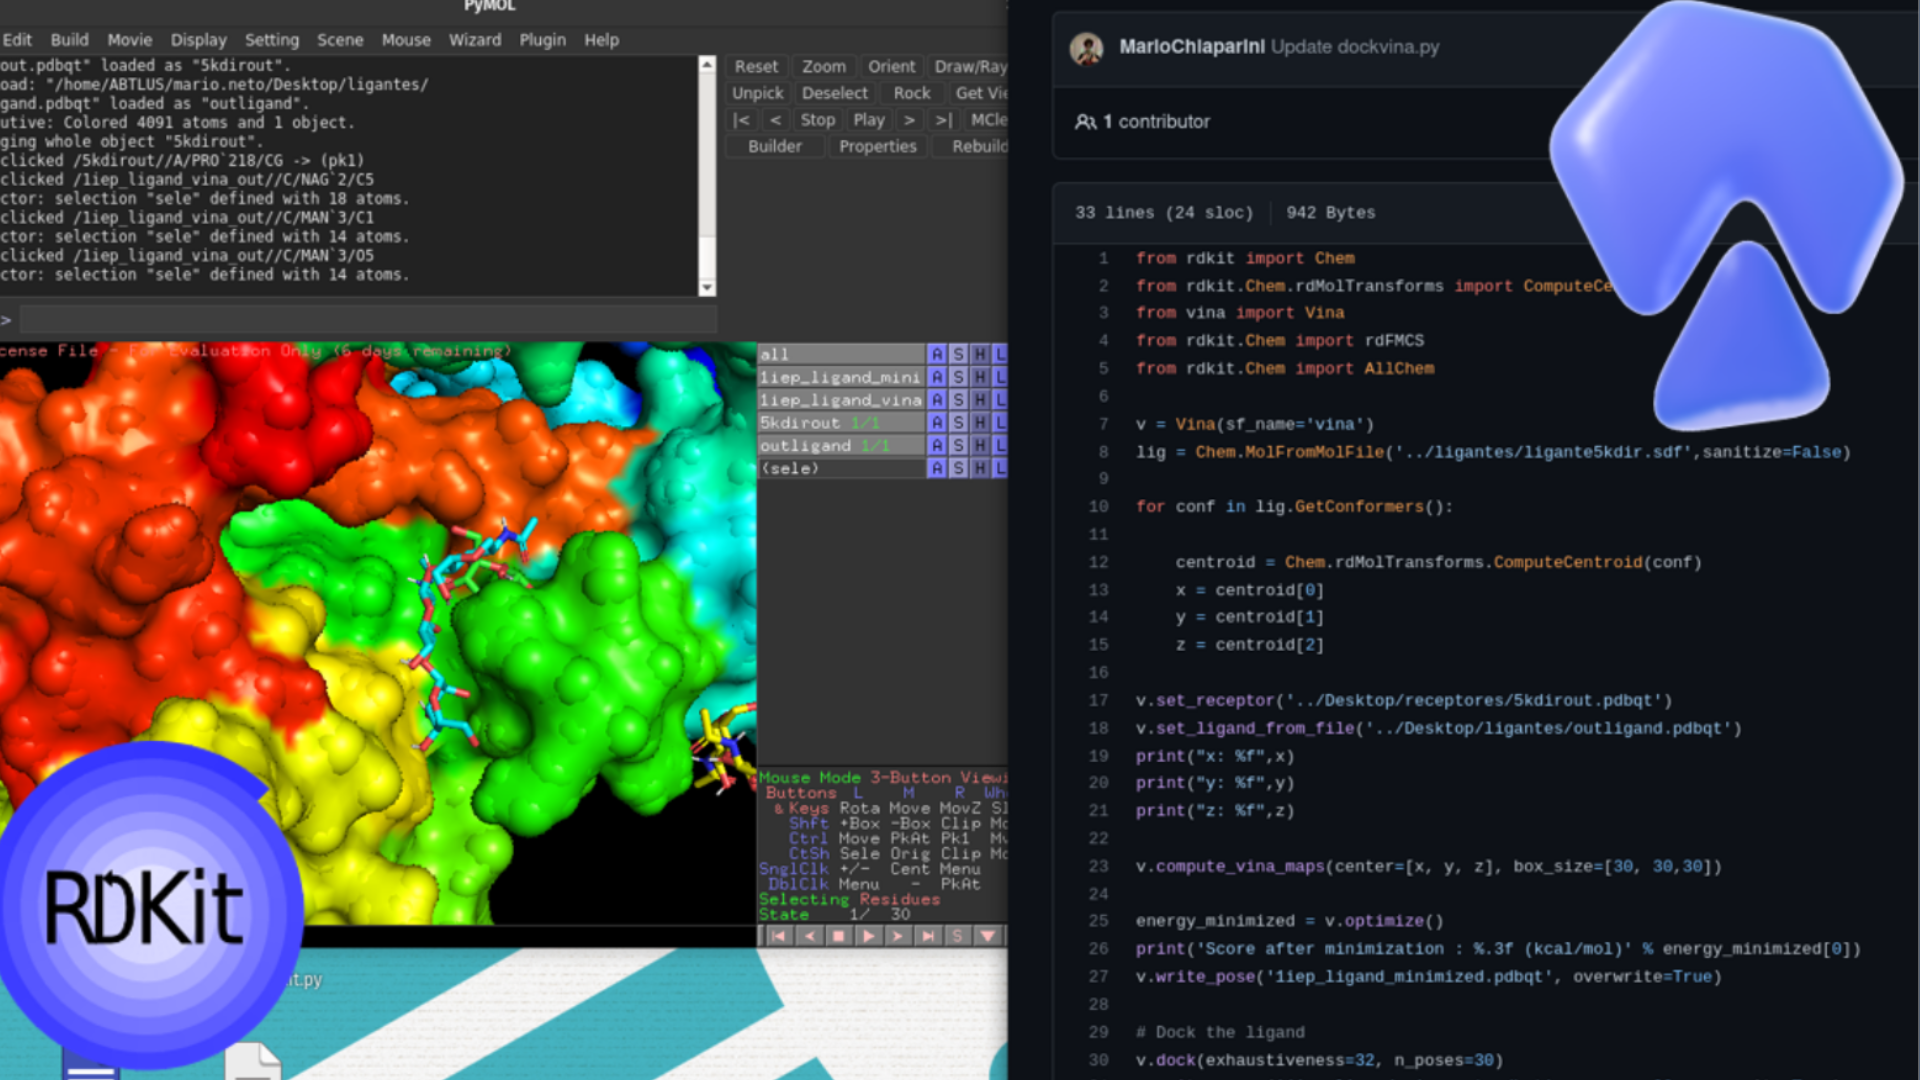 PyMOL
Edit Build Movie Display Setting Scene Mouse Wizard Plugin Help
out.pdbqt" loaded as "5kdirout".
oad: "/home/ABTLUS/mario.neto/Desktop/ligantes/
gand.pdbqt" loaded as "outligand".
utive: Colored 4091 atoms and 1 object.
ging whole object "5kdirout".
clicked /5kdirout//A/PRO`218/CG -> (pk1)
clicked /1iep_ligand_vina_out//C/NAG`2/C5
ctor: selection "sele" defined with 18 atoms.
clicked /1iep_ligand_vina_out//C/MAN`3/C1
ctor: selection "sele" defined with 14 atoms.
clicked /1iep_ligand_vina_out//C/MAN`3/O5
ctor: selection "sele" defined with 14 atoms.
>
Reset Zoom Orient Draw/Ray
Unpick Deselect Rock Get Vie
|< < Stop Play > >| MCle
Builder Properties Rebuild
cense File - For Evaluation Only (6 days remaining)
all A S H L
1iep_ligand_mini A S H L
1iep_ligand_vina A S H L
5kdirout 1/1 A S H L
outligand 1/1 A S H L
(sele) A S H L
Mouse Mode 3-Button Viewi
Buttons L M R Wh
& Keys Rota Move MovZ Sl
Shft +Box -Box Clip Mo
Ctrl Move PkAt Pk1 Mv
CtSh Sele Orig Clip Mo
SnglClk +/- Cent Menu
DblClk Menu - PkAt
Selecting Residues
State 1/ 30
S
RDKit
it.py
MarioChiaparini Update dockvina.py
1 contributor
33 lines (24 sloc) 942 Bytes
1 from rdkit import Chem
2 from rdkit.Chem.rdMolTransforms import ComputeCe
3 from vina import Vina
4 from rdkit.Chem import rdFMCS
5 from rdkit.Chem import AllChem
6
7 v = Vina(sf_name='vina')
8 lig = Chem.MolFromMolFile('../ligantes/ligante5kdir.sdf',sanitize=False)
9
10 for conf in lig.GetConformers():
11
12 centroid = Chem.rdMolTransforms.ComputeCentroid(conf)
13 x = centroid[0]
14 y = centroid[1]
15 z = centroid[2]
16
17 v.set_receptor('../Desktop/receptores/5kdirout.pdbqt')
18 v.set_ligand_from_file('../Desktop/ligantes/outligand.pdbqt')
19 print("x: %f",x)
20 print("y: %f",y)
21 print("z: %f",z)
22
23 v.compute_vina_maps(center=[x, y, z], box_size=[30, 30,30])
24
25 energy_minimized = v.optimize()
26 print('Score after minimization : %.3f (kcal/mol)' % energy_minimized[0])
27 v.write_pose('1iep_ligand_minimized.pdbqt', overwrite=True)
28
29 # Dock the ligand
30 v.dock(exhaustiveness=32, n_poses=30)